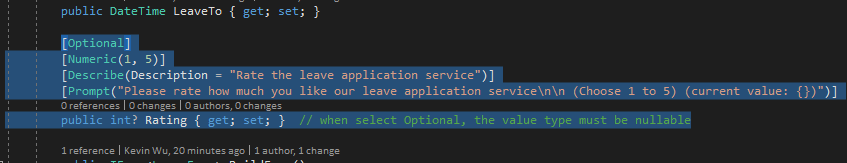 public DateTime LeaveTo { get; set; }
[Optional]
[Numeric(1, 5)]
[Describe(Description = "Rate the leave application service")]
[Prompt("Please rate how much you like our leave application service\n\n (Choose 1 to 5) (current value: {})")]
0 references | 0 changes | 0 authors, 0 changes
public int? Rating { get; set; }  // when select Optional, the value type must be nullable
1 reference | Kevin Wu, 20 minutes ago | 1 author, 1 change